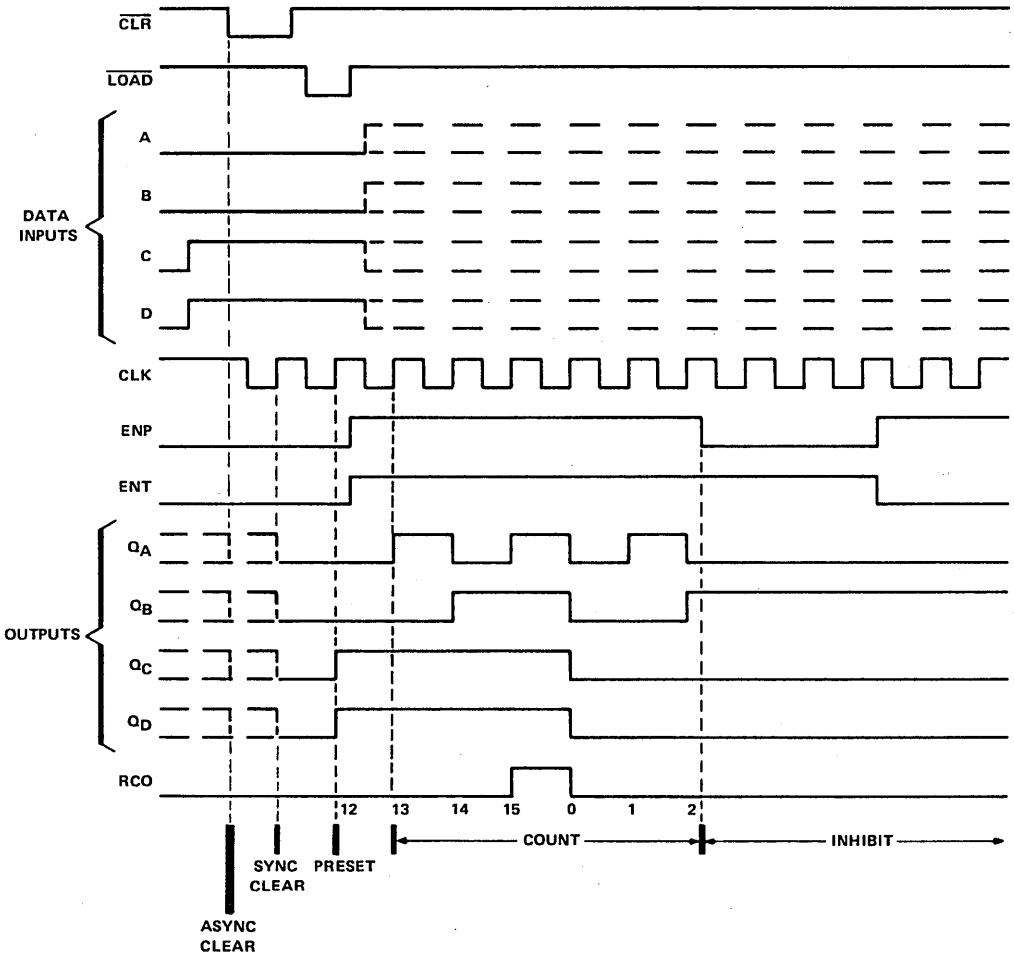 CLR
LOAD
A
B
DATA
INPUTS
C
D
CLK
ENP
ENT
QA
QB
OUTPUTS
QC
QD
RCO
12 13 14 15 0 1 2
COUNT INHIBIT
SYNC
CLEAR
PRESET
ASYNC
CLEAR